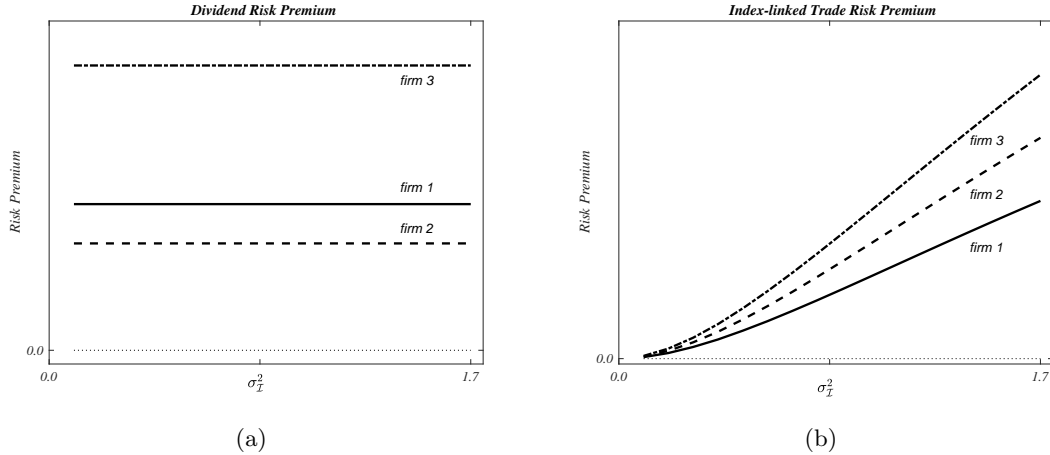 Dividend Risk Premium
Risk Premium
firm 3
firm 1
firm 2
0.0
0.0
1.7
σ²_I
(a)
Index-linked Trade Risk Premium
Risk Premium
firm 3
firm 2
firm 1
0.0
0.0
1.7
σ²_I
(b)